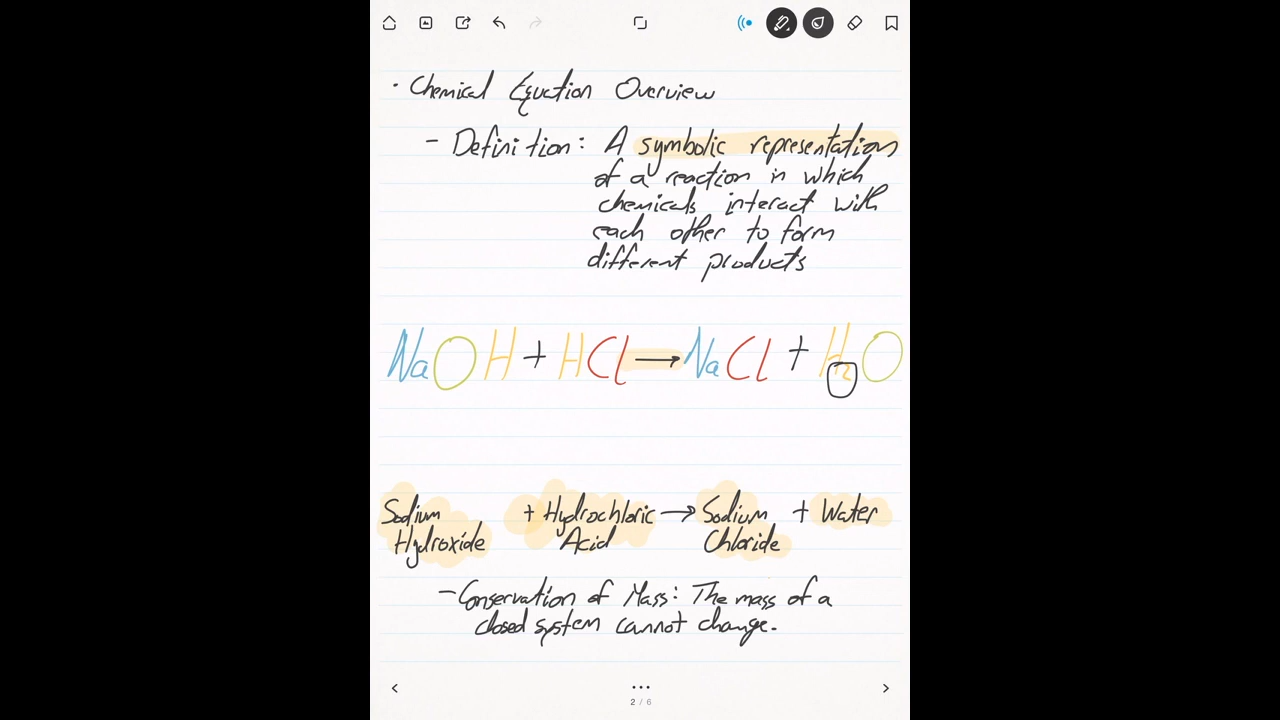 · Chemical Equation Overview
- Definition: A symbolic representation
of a reaction in which
chemicals interact with
each other to form
different products
NaOH + HCl → NaCl + H₂O
Sodium + Hydrochloric → Sodium + Water
Hydroxide Acid Chloride
- Conservation of Mass: The mass of a
closed system cannot change.
2 / 6